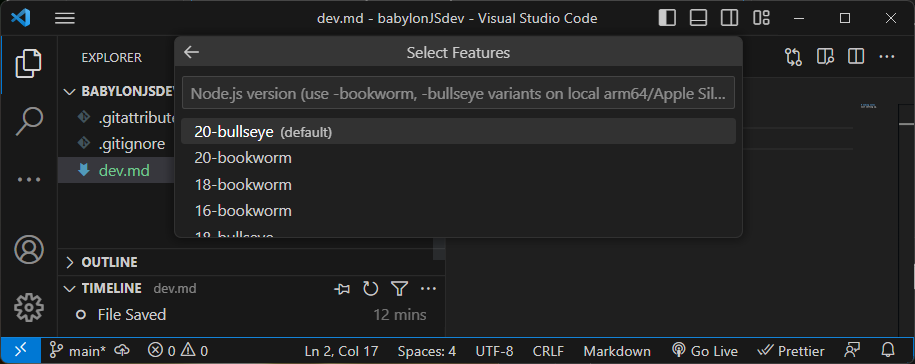 dev.md - babylonJSdev - Visual Studio Code
Select Features
EXPLORER
Node.js version (use -bookworm, -bullseye variants on local arm64/Apple Sil...
BABYLONJSDEV
20-bullseye (default)
.gitattribute
20-bookworm
.gitignore
18-bookworm
dev.md
16-bookworm
18-bullseye
OUTLINE
TIMELINE dev.md
File Saved 12 mins
main* 0 0 Ln 2, Col 17 Spaces: 4 UTF-8 CRLF Markdown Go Live Prettier